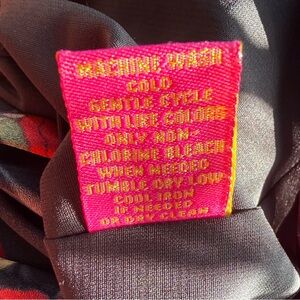 MACHINE WASH
COLD
GENTLE CYCLE
WITH LIKE COLORS
ONLY NON-
CHLORINE BLEACH
WHEN NEEDED
TUMBLE DRY LOW
COOL IRON
IF NEEDED
OR DRY CLEAN